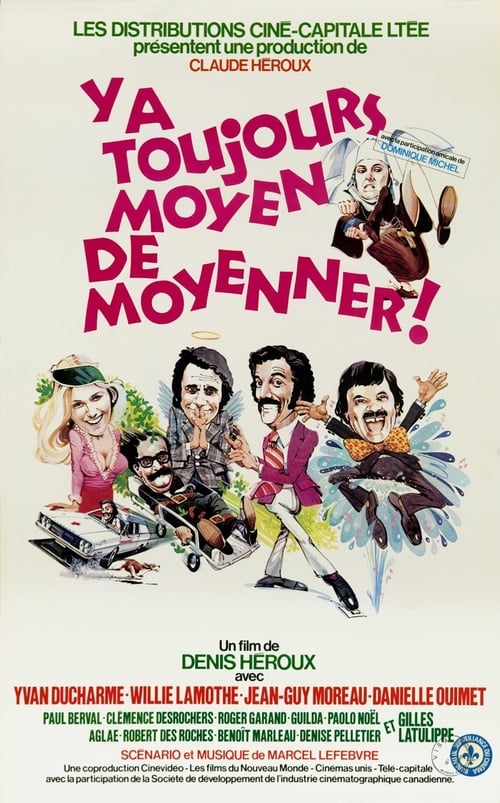 LES DISTRIBUTIONS CINÉ-CAPITALE LTÉE
présentent une production de
CLAUDE HÉROUX
Y A
TOUJOURS
MOYEN
DE
MOYENNER!
avec la participation amicale de
DOMINIQUE MICHEL
Un film de
DENIS HÉROUX
avec
YVAN DUCHARME · WILLIE LAMOTHE · JEAN-GUY MOREAU · DANIELLE OUIMET
PAUL BERVAL · CLÉMENCE DESROCHERS · ROGER GARAND · GUILDA · PAOLO NOËL
AGLAE · ROBERT DES ROCHES · BENOÎT MARLEAU · DENISE PELLETIER
ET GILLES
LATULIPPE
SCÉNARIO et MUSIQUE de MARCEL LEFEBVRE
Une coproduction Cinévidéo - Les films du Nouveau Monde - Cinémas unis - Télé-capitale
avec la participation de la Société de developpement de l'industrie cinématographique canadienne.